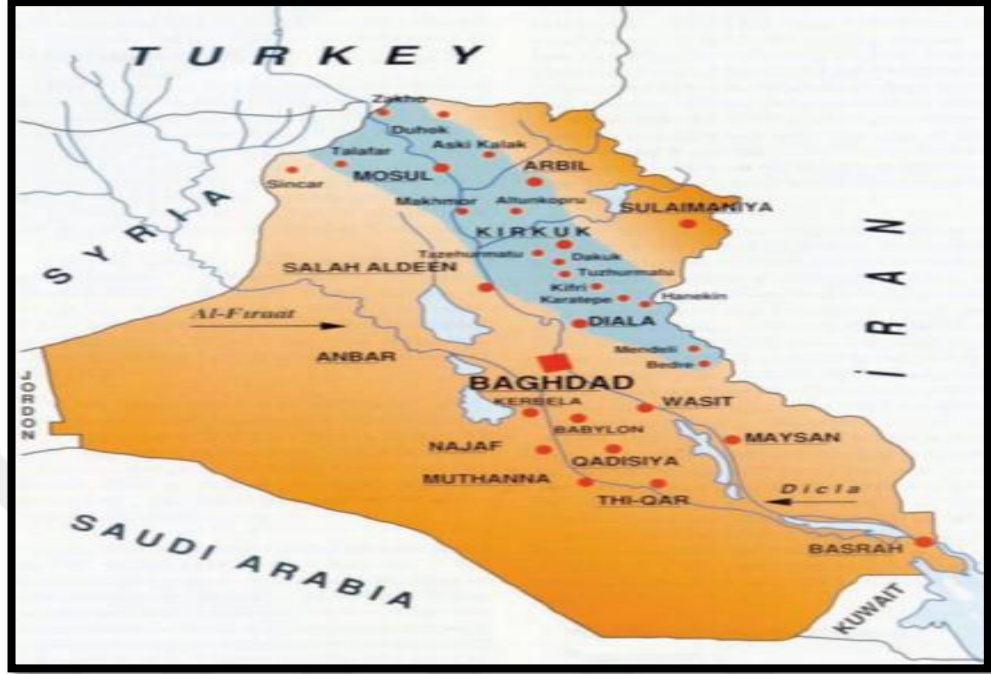 TURKEY
Zakho
Duhok
Aski Kalak
Talafar
MOSUL
ARBIL
Sincar
Makhmor
Altunkopru
SULAIMANIYA
SYRIA
KIRKUK
Tazehurmatu
Dakuk
SALAH ALDEEN
Tuzhurmatu
Kifri
Karatepe
Hanekin
İRAN
Al-Fıraat
DIALA
ANBAR
Mendeli
Bedre
BAGHDAD
JORDON
KERBELA
WASIT
BABYLON
NAJAF
MAYSAN
QADISIYA
MUTHANNA
THI-QAR
Dicla
SAUDI ARABIA
BASRAH
KUWAIT